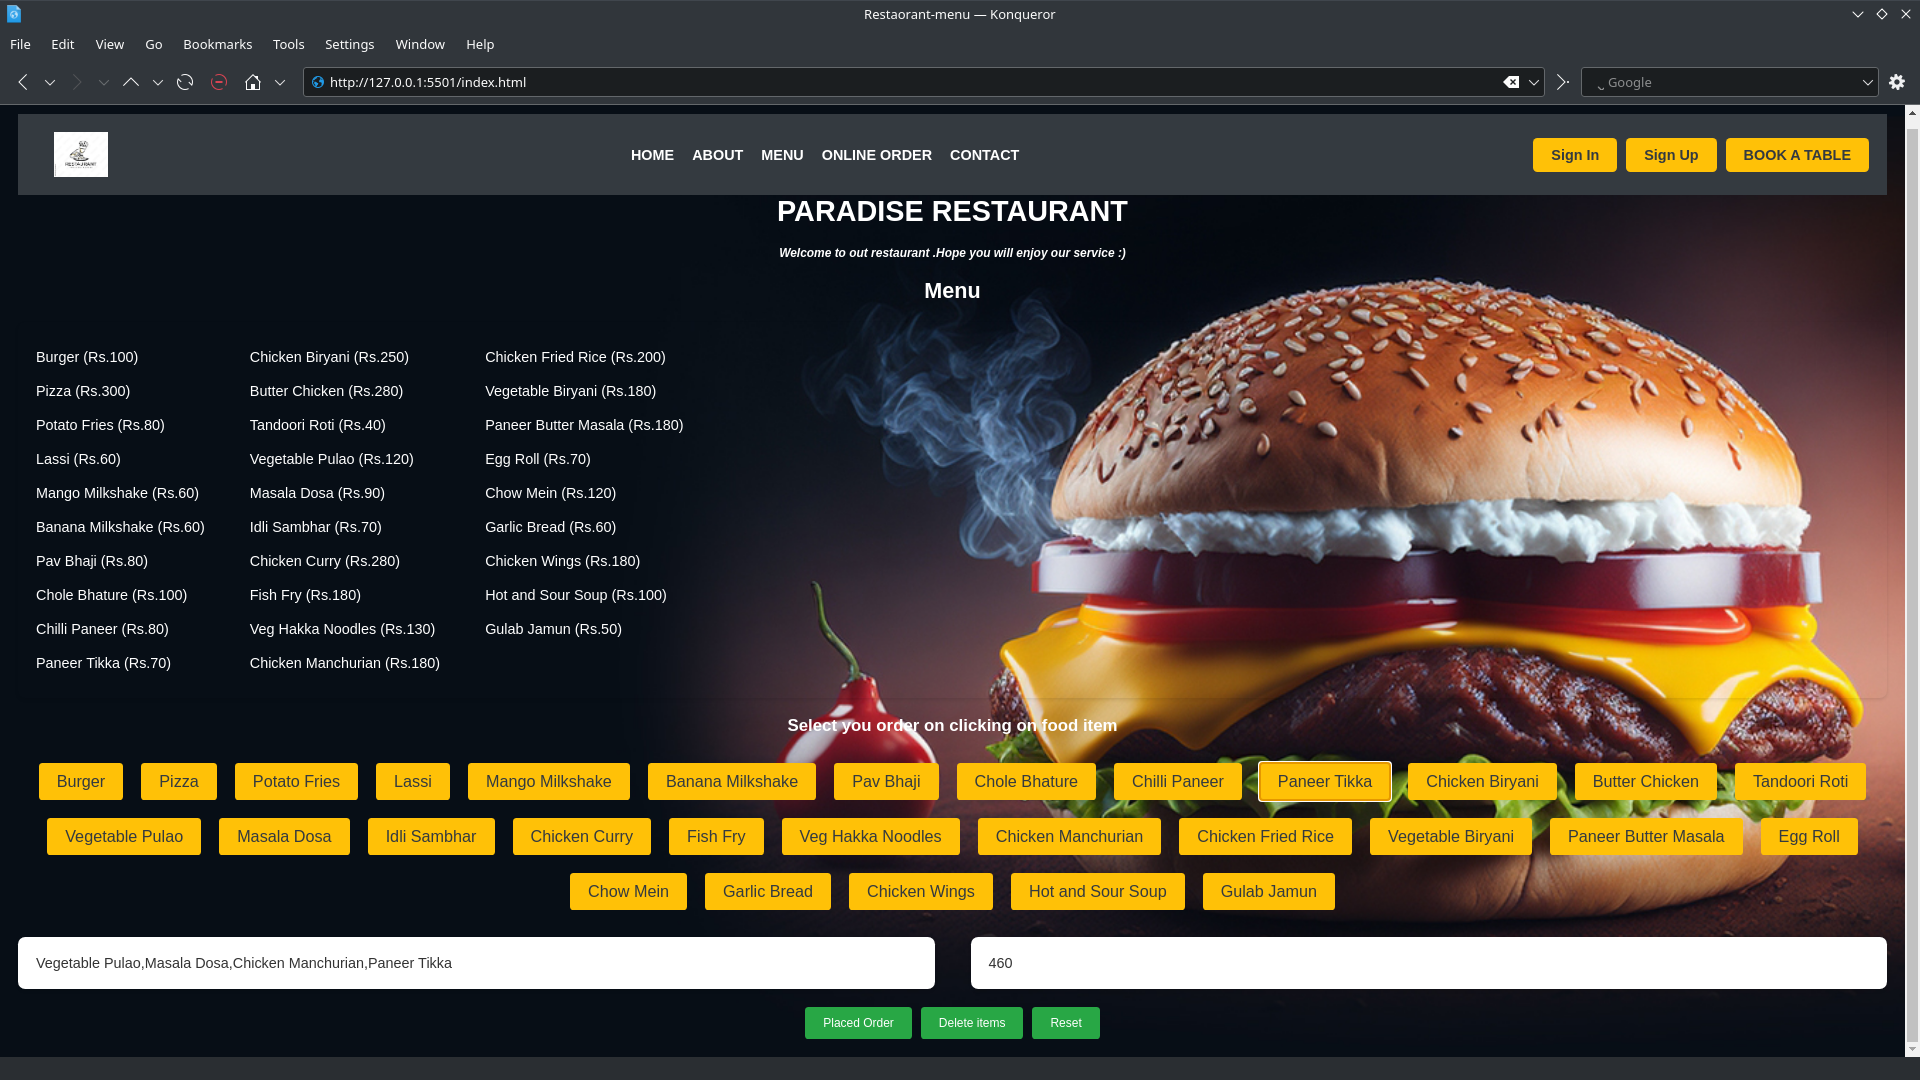 Restaorant-menu — Konqueror
File Edit View Go Bookmarks Tools Settings Window Help
http://127.0.0.1:5501/index.html
Google
RESTAURANT
HOME ABOUT MENU ONLINE ORDER CONTACT
Sign In Sign Up BOOK A TABLE
PARADISE RESTAURANT
Welcome to out restaurant .Hope you will enjoy our service :)
Menu
Burger (Rs.100)
Pizza (Rs.300)
Potato Fries (Rs.80)
Lassi (Rs.60)
Mango Milkshake (Rs.60)
Banana Milkshake (Rs.60)
Pav Bhaji (Rs.80)
Chole Bhature (Rs.100)
Chilli Paneer (Rs.80)
Paneer Tikka (Rs.70)
Chicken Biryani (Rs.250)
Butter Chicken (Rs.280)
Tandoori Roti (Rs.40)
Vegetable Pulao (Rs.120)
Masala Dosa (Rs.90)
Idli Sambhar (Rs.70)
Chicken Curry (Rs.280)
Fish Fry (Rs.180)
Veg Hakka Noodles (Rs.130)
Chicken Manchurian (Rs.180)
Chicken Fried Rice (Rs.200)
Vegetable Biryani (Rs.180)
Paneer Butter Masala (Rs.180)
Egg Roll (Rs.70)
Chow Mein (Rs.120)
Garlic Bread (Rs.60)
Chicken Wings (Rs.180)
Hot and Sour Soup (Rs.100)
Gulab Jamun (Rs.50)
Select you order on clicking on food item
Burger Pizza Potato Fries Lassi Mango Milkshake Banana Milkshake Pav Bhaji Chole Bhature Chilli Paneer Paneer Tikka Chicken Biryani Butter Chicken Tandoori Roti
Vegetable Pulao Masala Dosa Idli Sambhar Chicken Curry Fish Fry Veg Hakka Noodles Chicken Manchurian Chicken Fried Rice Vegetable Biryani Paneer Butter Masala Egg Roll
Chow Mein Garlic Bread Chicken Wings Hot and Sour Soup Gulab Jamun
Vegetable Pulao,Masala Dosa,Chicken Manchurian,Paneer Tikka
460
Placed Order Delete items Reset